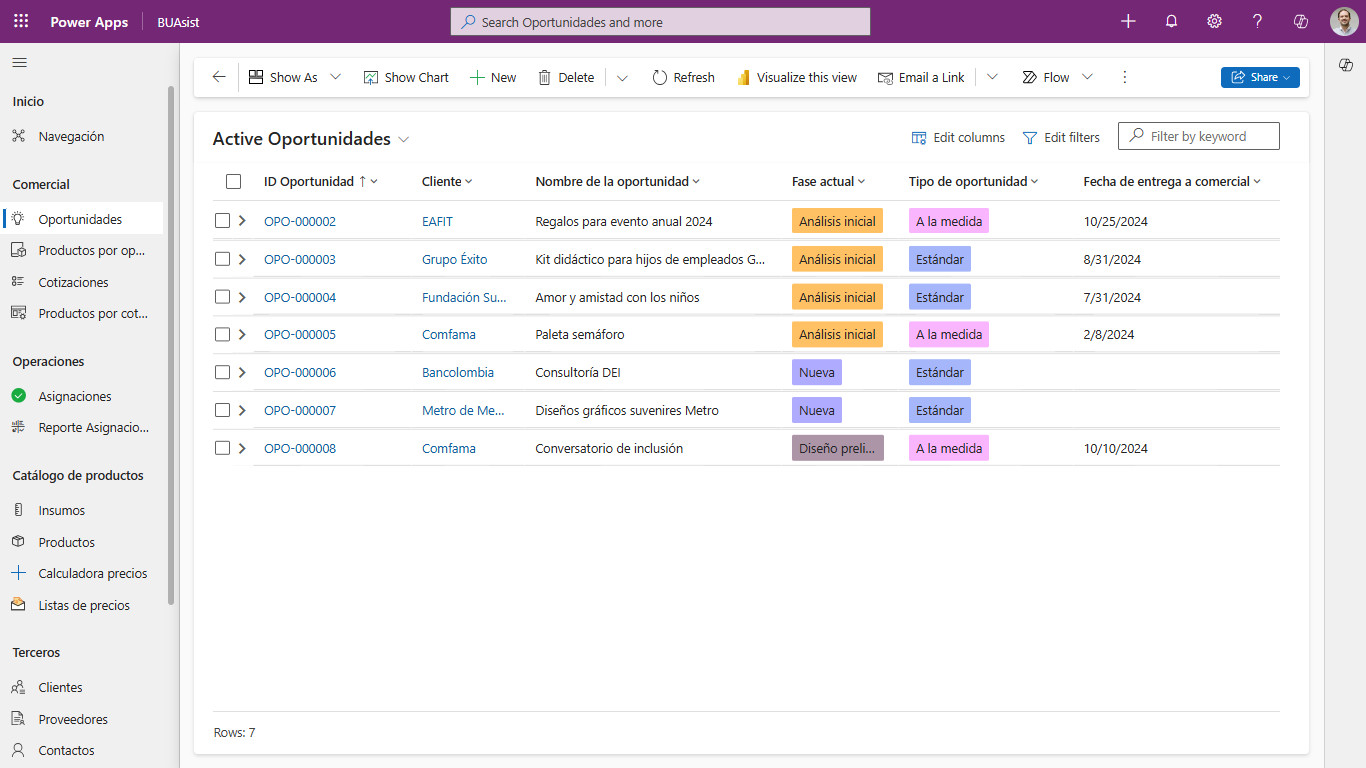 Power Apps BUAsist Search Oportunidades and more
Show As Show Chart New Delete Refresh Visualize this view Email a Link Flow Share
Inicio
Navegación
Comercial
Oportunidades
Productos por op...
Cotizaciones
Productos por cot...
Operaciones
Asignaciones
Reporte Asignacio...
Catálogo de productos
Insumos
Productos
Calculadora precios
Listas de precios
Terceros
Clientes
Proveedores
Contactos
Active Oportunidades Edit columns Edit filters Filter by keyword
ID Oportunidad ↑ Cliente Nombre de la oportunidad Fase actual Tipo de oportunidad Fecha de entrega a comercial
OPO-000002 EAFIT Regalos para evento anual 2024 Análisis inicial A la medida 10/25/2024
OPO-000003 Grupo Éxito Kit didáctico para hijos de empleados G... Análisis inicial Estándar 8/31/2024
OPO-000004 Fundación Su... Amor y amistad con los niños Análisis inicial Estándar 7/31/2024
OPO-000005 Comfama Paleta semáforo Análisis inicial A la medida 2/8/2024
OPO-000006 Bancolombia Consultoría DEI Nueva Estándar
OPO-000007 Metro de Me... Diseños gráficos suvenires Metro Nueva Estándar
OPO-000008 Comfama Conversatorio de inclusión Diseño preli... A la medida 10/10/2024
Rows: 7